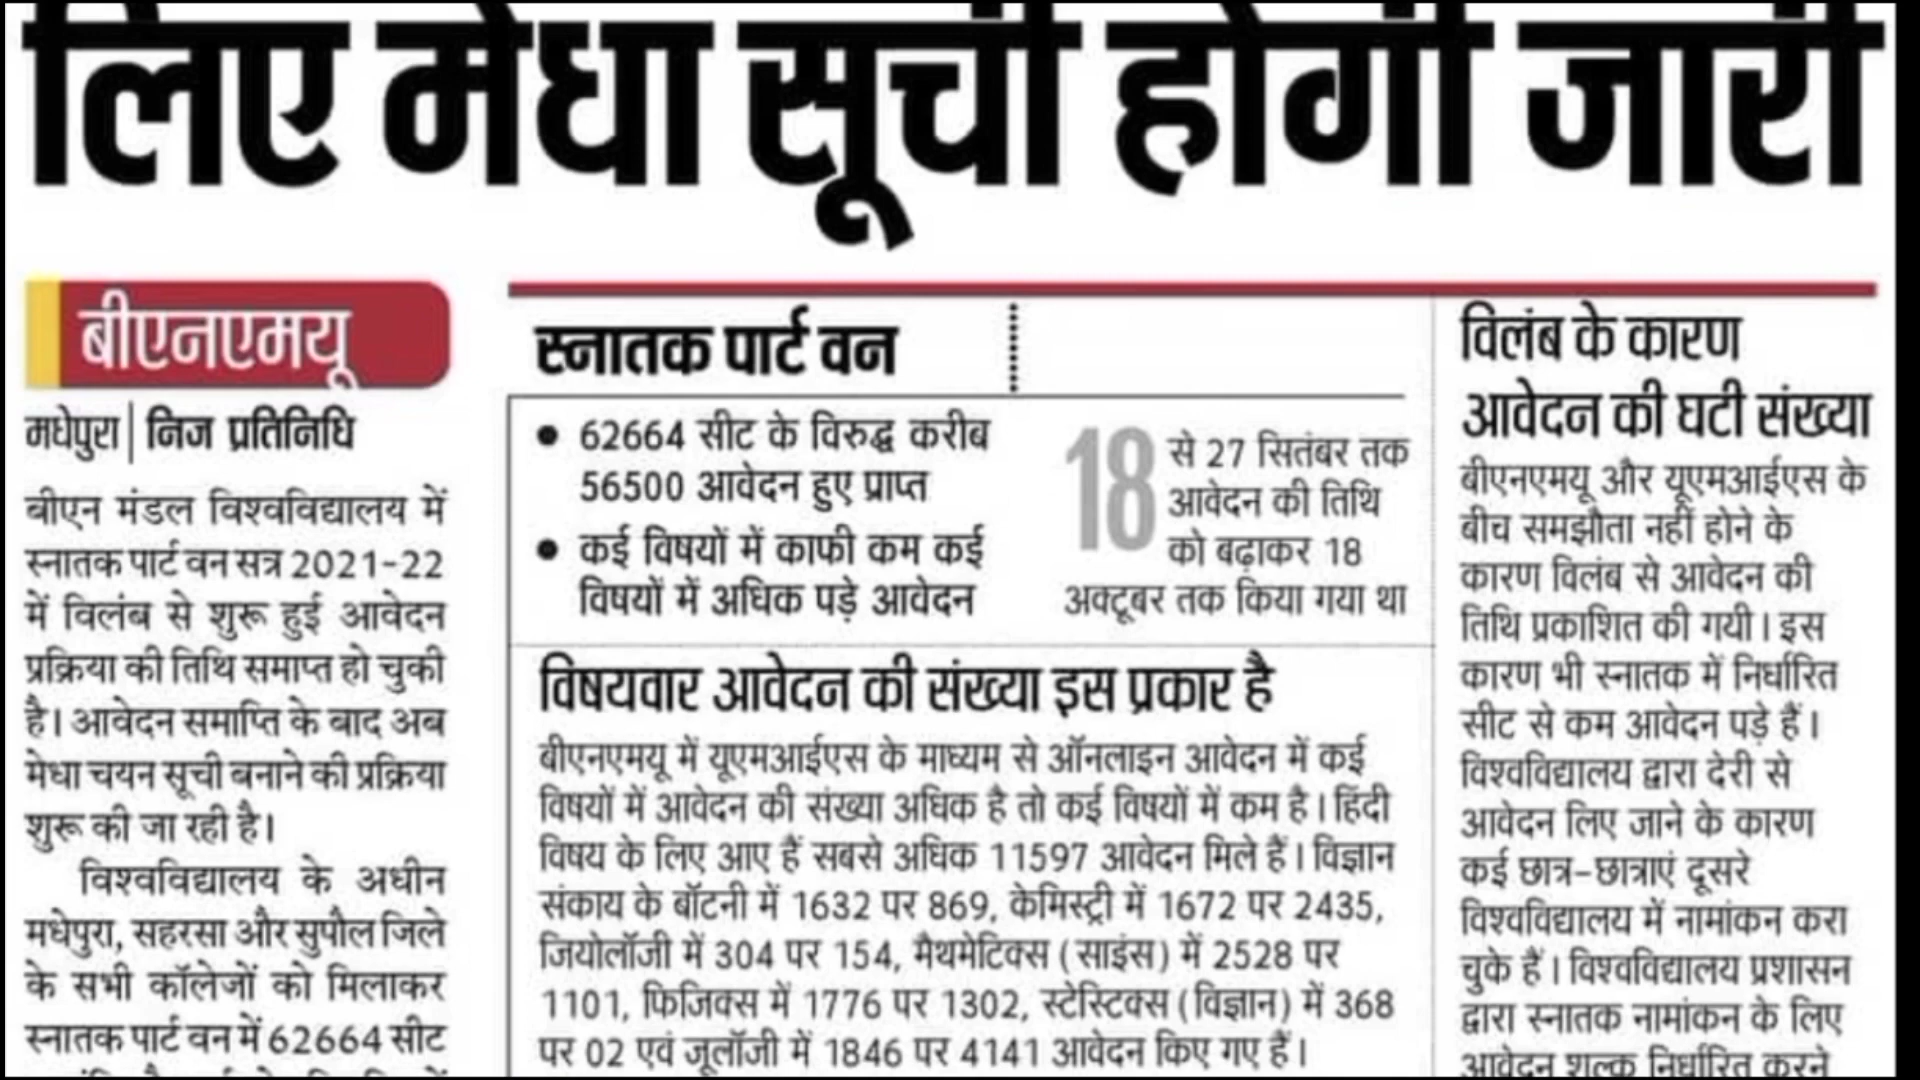 लिए मेधा सूची होगी जारी
बीएनएमयू
मधेपुरा| निज प्रतिनिधि
बीएन मंडल विश्वविद्यालय में
स्नातक पार्ट वन सत्र 2021-22
में विलंब से शुरू हुई आवेदन
प्रक्रिया की तिथि समाप्त हो चुकी
है। आवेदन समाप्ति के बाद अब
मेधा चयन सूची बनाने की प्रक्रिया
शुरू की जा रही है।
विश्वविद्यालय के अधीन
मधेपुरा, सहरसा और सुपौल जिले
के सभी कॉलेजों को मिलाकर
स्नातक पार्ट वन में 62664 सीट
स्नातक पार्ट वन
• 62664 सीट के विरुद्ध करीब
56500 आवेदन हुए प्राप्त
• कई विषयों में काफी कम कई
विषयों में अधिक पड़े आवेदन
18 से 27 सितंबर तक
आवेदन की तिथि
को बढ़ाकर 18
अक्टूबर तक किया गया था
विषयवार आवेदन की संख्या इस प्रकार है
बीएनएमयू में यूएमआईएस के माध्यम से ऑनलाइन आवेदन में कई
विषयों में आवेदन की संख्या अधिक है तो कई विषयों में कम है। हिंदी
विषय के लिए आए हैं सबसे अधिक 11597 आवेदन मिले हैं। विज्ञान
संकाय के बॉटनी में 1632 पर 869, केमिस्ट्री में 1672 पर 2435,
जियोलॉजी में 304 पर 154, मैथमेटिक्स (साइंस) में 2528 पर
1101, फिजिक्स में 1776 पर 1302, स्टेस्टिक्स (विज्ञान) में 368
पर 02 एवं जूलॉजी में 1846 पर 4141 आवेदन किए गए हैं।
विलंब के कारण
आवेदन की घटी संख्या
बीएनएमयू और यूएमआईएस के
बीच समझौता नहीं होने के
कारण विलंब से आवेदन की
तिथि प्रकाशित की गयी। इस
कारण भी स्नातक में निर्धारित
सीट से कम आवेदन पड़े हैं।
विश्वविद्यालय द्वारा देरी से
आवेदन लिए जाने के कारण
कई छात्र-छात्राएं दूसरे
विश्वविद्यालय में नामांकन करा
चुके हैं। विश्वविद्यालय प्रशासन
द्वारा स्नातक नामांकन के लिए
आवेदन शुल्क निर्धारित करने